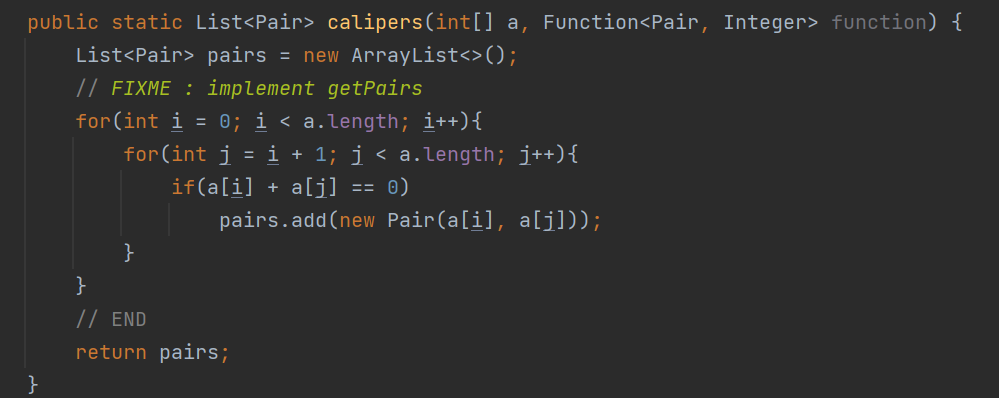 public static List<Pair> calipers(int[] a, Function<Pair, Integer> function) {
    List<Pair> pairs = new ArrayList<>();
    // FIXME : implement getPairs
    for(int i = 0; i < a.length; i++){
        for(int j = i + 1; j < a.length; j++){
            if(a[i] + a[j] == 0)
                pairs.add(new Pair(a[i], a[j]));
        }
    }
    // END
    return pairs;
}